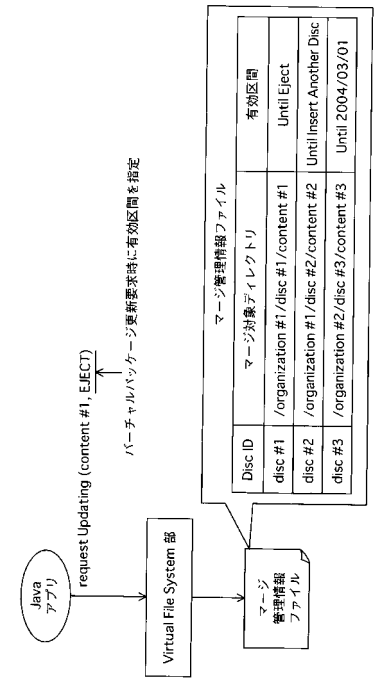 Java
アプリ
request Updating (content #1, EJECT)
バーチャルパッケージ更新要求時に有効区間を指定
Virtual File System 部
マージ
管理情報
ファイル
マージ管理情報ファイル
Disc ID マージ対象ディレクトリ 有効区間
disc #1 /organization #1/disc #1/content #1 Until Eject
disc #2 /organization #1/disc #2/content #2 Until Insert Another Disc
disc #3 /organization #2/disc #3/content #3 Until 2004/03/01